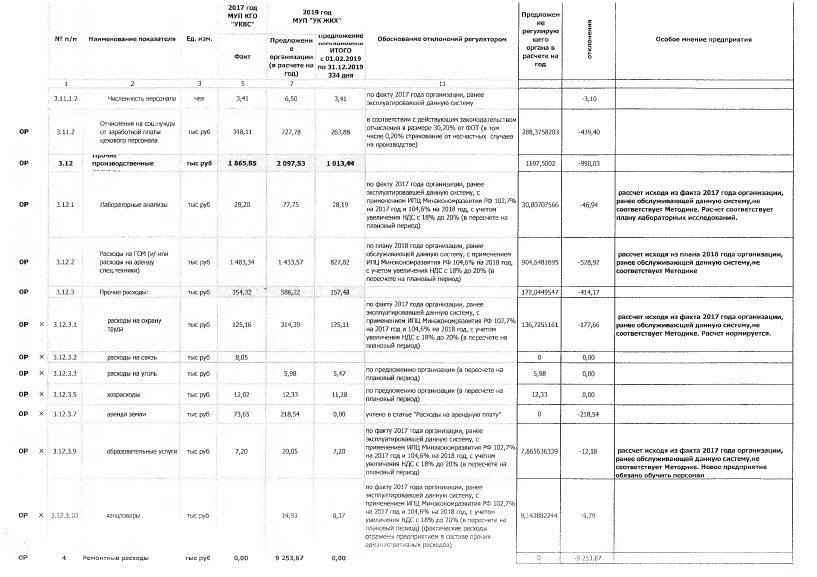 2017 год
МУП КГО
"УКВС"
2019 год
МУП "УК ЖКХ"
№ п/п
Наименование показателя
Ед. изм.
Факт
Предложени
е
организации
(в расчете на
год)
Предложение
ИТОГО
с 01.02.2019
по 31.12.2019
334 дня
Обоснование отклонений регулятором
Предложен
ие
регулирую
щего
органа в
расчете на
год
отклонения
Особое мнение предприятия
1 2 3 5 7 11
3.11.1.2 Численность персонала чел 3,41 6,50 3,41
по факту 2017 года организации, ранее
эксплуатировавшей данную систему
-3,10
ОР 3.11.2
Отчисления на соц.нужды
от заработной платы
цехового персонала
тыс руб 348,11 727,78 263,88
в соответствии с действующим законодательством
отчисления в размере 30,20% от ФОТ (в том
числе 0,20% страхование от несчастных случаев
на производстве)
288,3758203 -439,40
ОР 3.12
Прочие
производственные
тыс руб 1 865,85 2 097,53 1 013,44 1107,5002 -990,03
ОР 3.12.1 Лабораторные анализы тыс руб 28,20 77,75 28,19
по факту 2017 года организации, ранее
эксплуатировавшей данную систему, с
применением ИПЦ Минэкономразвития РФ 102,7%
на 2017 год и 104,6% на 2018 год, с учетом
увеличения НДС с 18% до 20% (в пересчете на
плановый период)
30,80707566 -46,94
рассчет исходя из факта 2017 года организации,
ранее обслуживающей данную систему,не
соответствует Методике. Расчет соответствует
плану лабораторных исследований.
ОР 3.12.2
Расходы на ГСМ (и/ или
расходы на аренду
спец.техники)
тыс руб 1 483,34 1 433,57 827,82
по плану 2018 года организации, ранее
обслуживающей данную систему, с применением
ИПЦ Минэкономразвития РФ 104,6% на 2018 год,
с учетом увеличения НДС с 18% до 20% (в
пересчете на плановый период)
904,6481695 -528,92
рассчет исходя из плана 2018 года организации,
ранее обслуживающей данную систему,не
соответствует Методике
ОР 3.12.3 Прочие расходы: тыс руб 354,32 586,22 157,43 172,0449547 -414,17
ОР × 3.12.3.1
расходы на охрану
труда
тыс руб 125,16 314,39 125,11
по факту 2017 года организации, ранее
эксплуатировавшей данную систему, с
применением ИПЦ Минэкономразвития РФ 102,7%
на 2017 год и 104,6% на 2018 год, с учетом
увеличения НДС с 18% до 20% (в пересчете на
плановый период)
136,7255161 -177,66
рассчет исходя из факта 2017 года организации,
ранее обслуживающей данную систему,не
соответствует Методике. Расчет нормируется.
ОР × 3.12.3.2 расходы на связь тыс руб 8,05 0 0,00
ОР × 3.12.3.3 расходы на уголь тыс руб 5,98 5,47
по предложению организации (в пересчете на
плановый период)
5,98 0,00
ОР × 3.12.3.5 хозрасходы тыс руб 12,02 12,33 11,28
по предложению организации (в пересчете на
плановый период)
12,33 0,00
ОР × 3.12.3.7 аренда земли тыс руб 73,65 218,54 0,00 учтено в статье "Расходы на арендную плату" 0 -218,54
ОР × 3.12.3.9 образовательные услуги тыс руб 7,20 20,05 7,20
по факту 2017 года организации, ранее
эксплуатировавшей данную систему, с
применением ИПЦ Минэкономразвития РФ 102,7%
на 2017 год и 104,6% на 2018 год, с учетом
увеличения НДС с 18% до 20% (в пересчете на
плановый период)
7,865636339 -12,18
рассчет исходя из факта 2017 года организации,
ранее обслуживающей данную систему,не
соответствует Методике. Новое предприятие
обязано обучить персонал
ОР × 3.12.3.10 канцтовары тыс руб 14,93 8,37
по факту 2017 года организации, ранее
эксплуатировавшей данную систему, с
применением ИПЦ Минэкономразвития РФ 102,7%
на 2017 год и 104,6% на 2018 год, с учетом
увеличения НДС с 18% до 20% (в пересчете на
плановый период) (фактические расходы
отражены предприятием в составе прочих
административных расходов)
9,143802244 -5,79
ОР 4 Ремонтные расходы тыс руб 0,00 9 253,87 0,00 0 -9 253,87